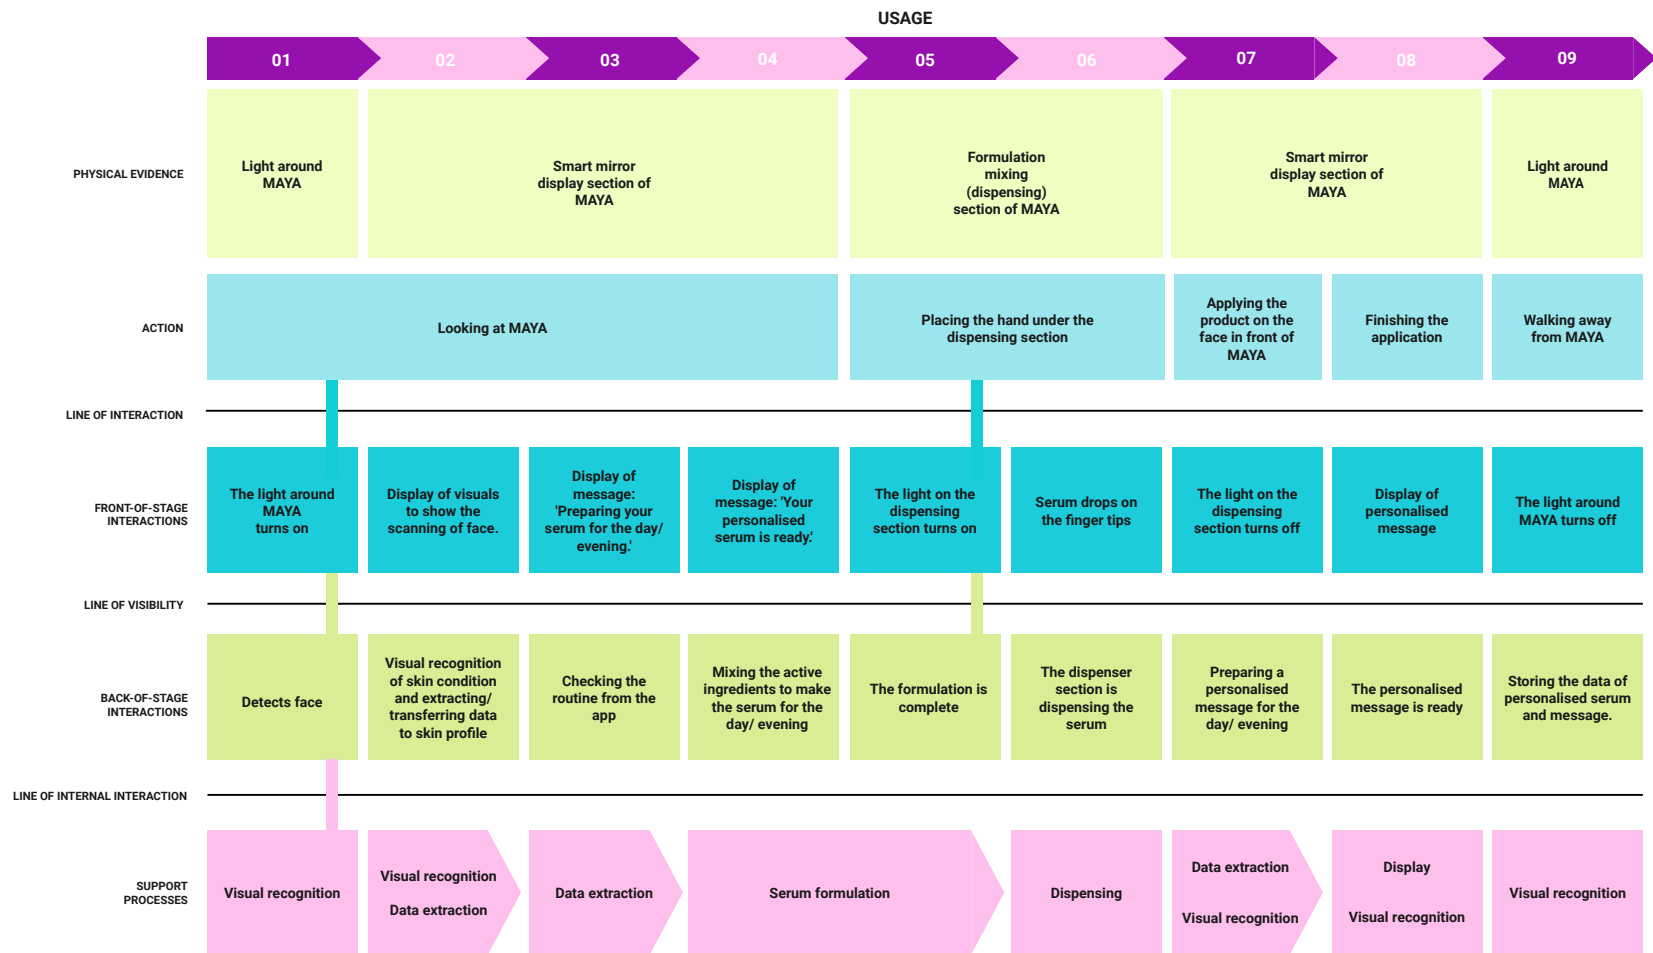 USAGE
01
02
03
04
05
06
07
08
09
PHYSICAL EVIDENCE
Light around
MAYA
Smart mirror
display section of
MAYA
Formulation
mixing
(dispensing)
section of MAYA
Smart mirror
display section of
MAYA
Light around
MAYA
ACTION
Looking at MAYA
Placing the hand under the
dispensing section
Applying the
product on the
face in front of
MAYA
Finishing the
application
Walking away
from MAYA
LINE OF INTERACTION
FRONT-OF-STAGE
INTERACTIONS
The light around
MAYA
turns on
Display of visuals
to show the
scanning of face.
Display of
message:
'Preparing your
serum for the day/
evening.'
Display of
message: 'Your
personalised
serum is ready.'
The light on the
dispensing
section turns on
Serum drops on
the finger tips
The light on the
dispensing
section turns off
Display of
personalised
message
The light around
MAYA turns off
LINE OF VISIBILITY
BACK-OF-STAGE
INTERACTIONS
Detects face
Visual recognition
of skin condition
and extracting/
transferring data
to skin profile
Checking the
routine from the
app
Mixing the active
ingredients to make
the serum for the
day/ evening
The formulation is
complete
The dispenser
section is
dispensing the
serum
Preparing a
personalised
message for the
day/ evening
The personalised
message is ready
Storing the data of
personalised serum
and message.
LINE OF INTERNAL INTERACTION
SUPPORT
PROCESSES
Visual recognition
Visual recognition
Data extraction
Data extraction
Serum formulation
Dispensing
Data extraction
Visual recognition
Display
Visual recognition
Visual recognition